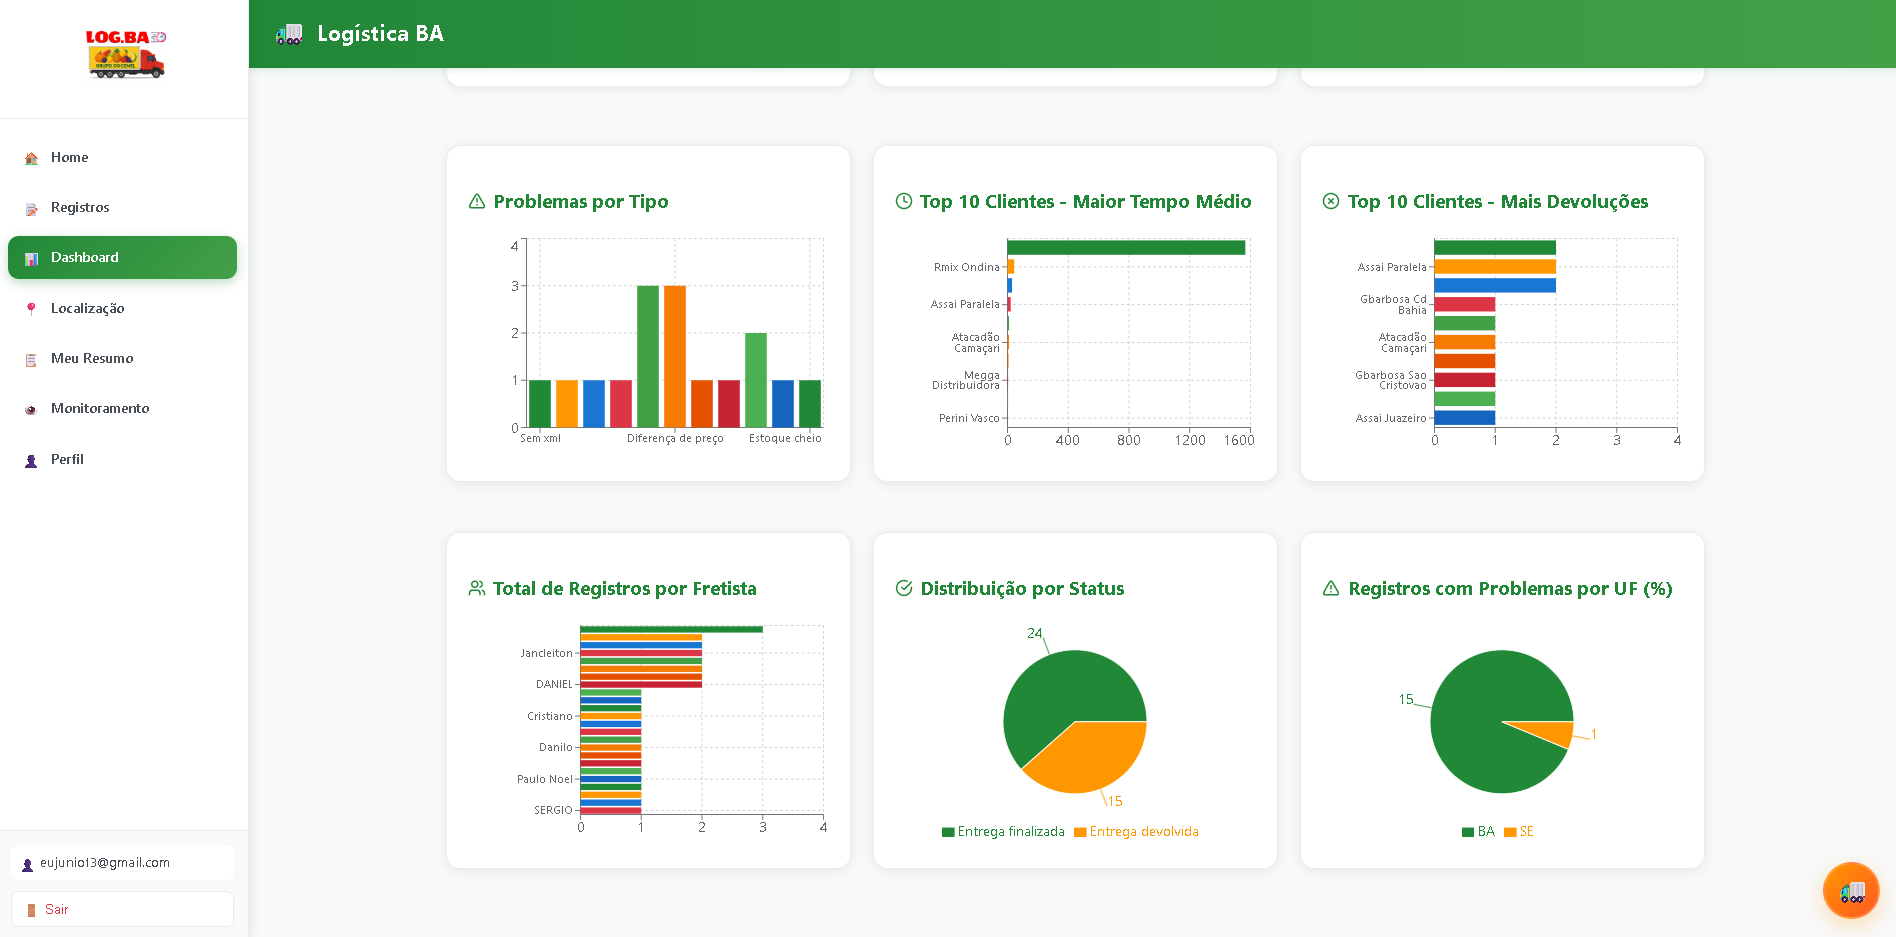 LOG.BA
GRUPO DOCEMEL
Logística BA
Home
Registros
Dashboard
Localização
Meu Resumo
Monitoramento
Perfil
eujunio13@gmail.com
Sair
Problemas por Tipo
4
3
2
1
0
Sem xml
Diferença de preço
Estoque cheio
Top 10 Clientes - Maior Tempo Médio
Rmix Ondina
Assai Paralela
Atacadão
Camaçari
Megga
Distribuidora
Perini Vasco
0
400
800
1200
1600
Top 10 Clientes - Mais Devoluções
Assai Paralela
Gbarbosa Cd
Bahia
Atacadão
Camaçari
Gbarbosa Sao
Cristovao
Assai Juazeiro
0
1
2
3
4
Total de Registros por Fretista
Jancleiton
DANIEL
Cristiano
Danilo
Paulo Noel
SERGIO
0
1
2
3
4
Distribuição por Status
24
15
Entrega finalizada
Entrega devolvida
Registros com Problemas por UF (%)
15
1
BA
SE